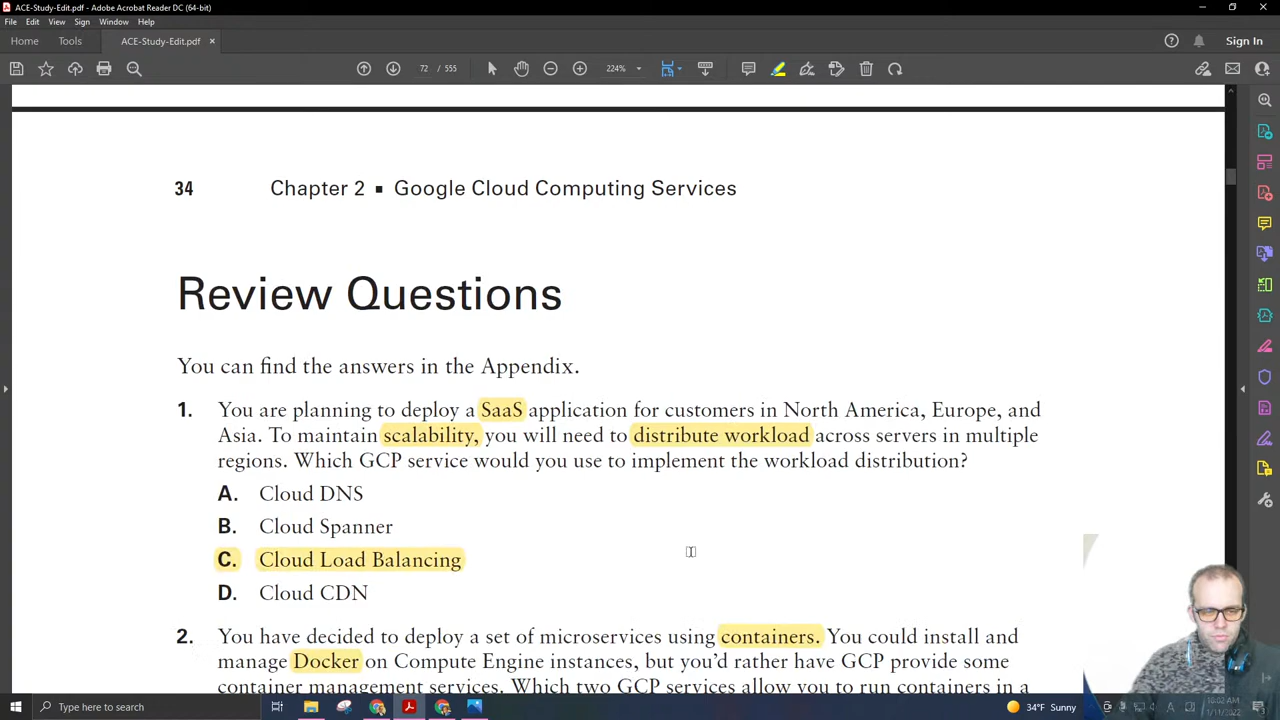 ACE-Study-Edit.pdf - Adobe Acrobat Reader DC (64-bit)
File Edit View Sign Window Help
Home Tools ACE-Study-Edit.pdf × Sign In
72 / 555 224%
34 Chapter 2 ▪ Google Cloud Computing Services
Review Questions
You can find the answers in the Appendix.
1. You are planning to deploy a SaaS application for customers in North America, Europe, and
Asia. To maintain scalability, you will need to distribute workload across servers in multiple
regions. Which GCP service would you use to implement the workload distribution?
A. Cloud DNS
B. Cloud Spanner
C. Cloud Load Balancing
D. Cloud CDN
2. You have decided to deploy a set of microservices using containers. You could install and
manage Docker on Compute Engine instances, but you’d rather have GCP provide some
container management services. Which two GCP services allow you to run containers in a
Type here to search
34°F Sunny
10:02 AM
1/11/2022